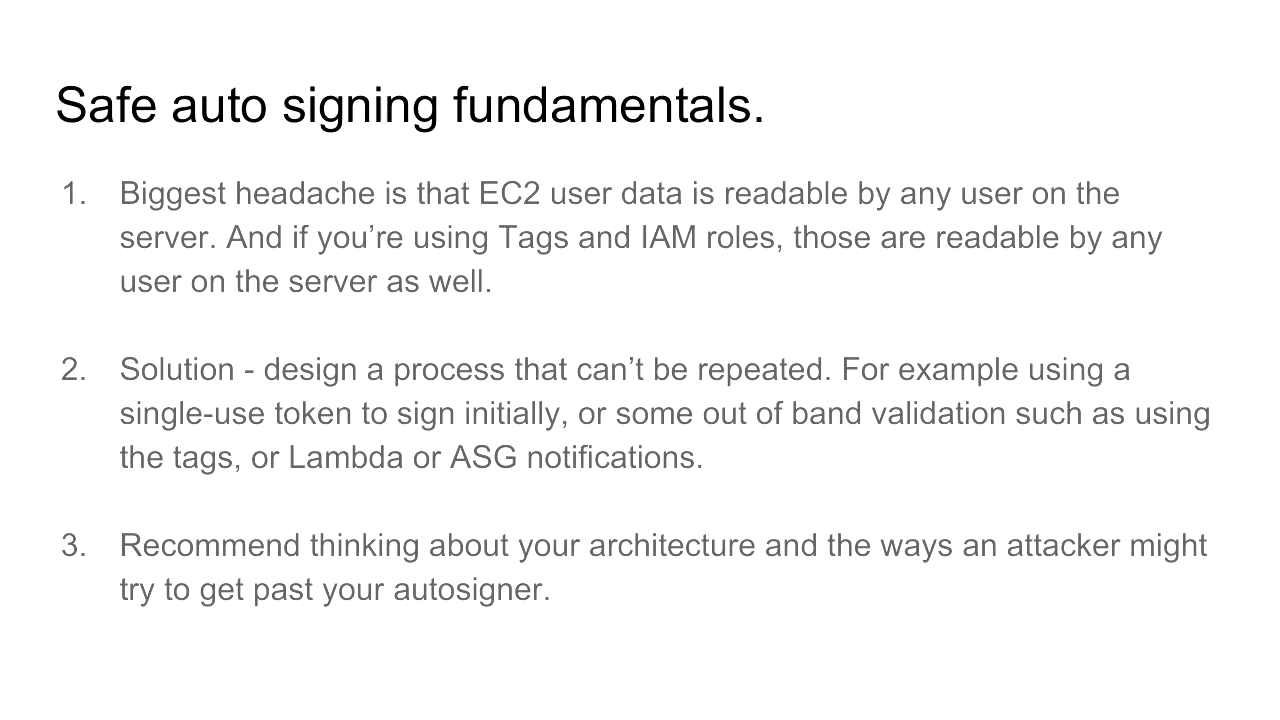 Safe auto signing fundamentals.
1. Biggest headache is that EC2 user data is readable by any user on the
server. And if you’re using Tags and IAM roles, those are readable by any
user on the server as well.
2. Solution - design a process that can’t be repeated. For example using a
single-use token to sign initially, or some out of band validation such as using
the tags, or Lambda or ASG notifications.
3. Recommend thinking about your architecture and the ways an attacker might
try to get past your autosigner.